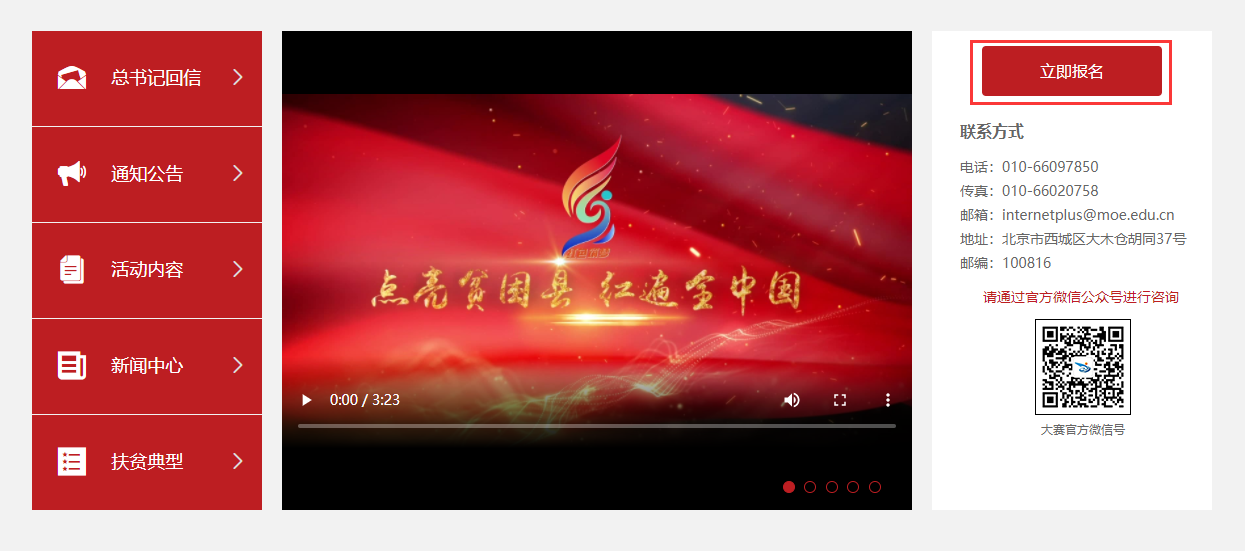 总书记回信
通知公告
活动内容
新闻中心
扶贫典型
点亮贫困县 红遍全中国
0:00 / 3:23
立即报名
联系方式
电话：010-66097850
传真：010-66020758
邮箱：internetplus@moe.edu.cn
地址：北京市西城区大木仓胡同37号
邮编：100816
请通过官方微信公众号进行咨询
大赛官方微信号